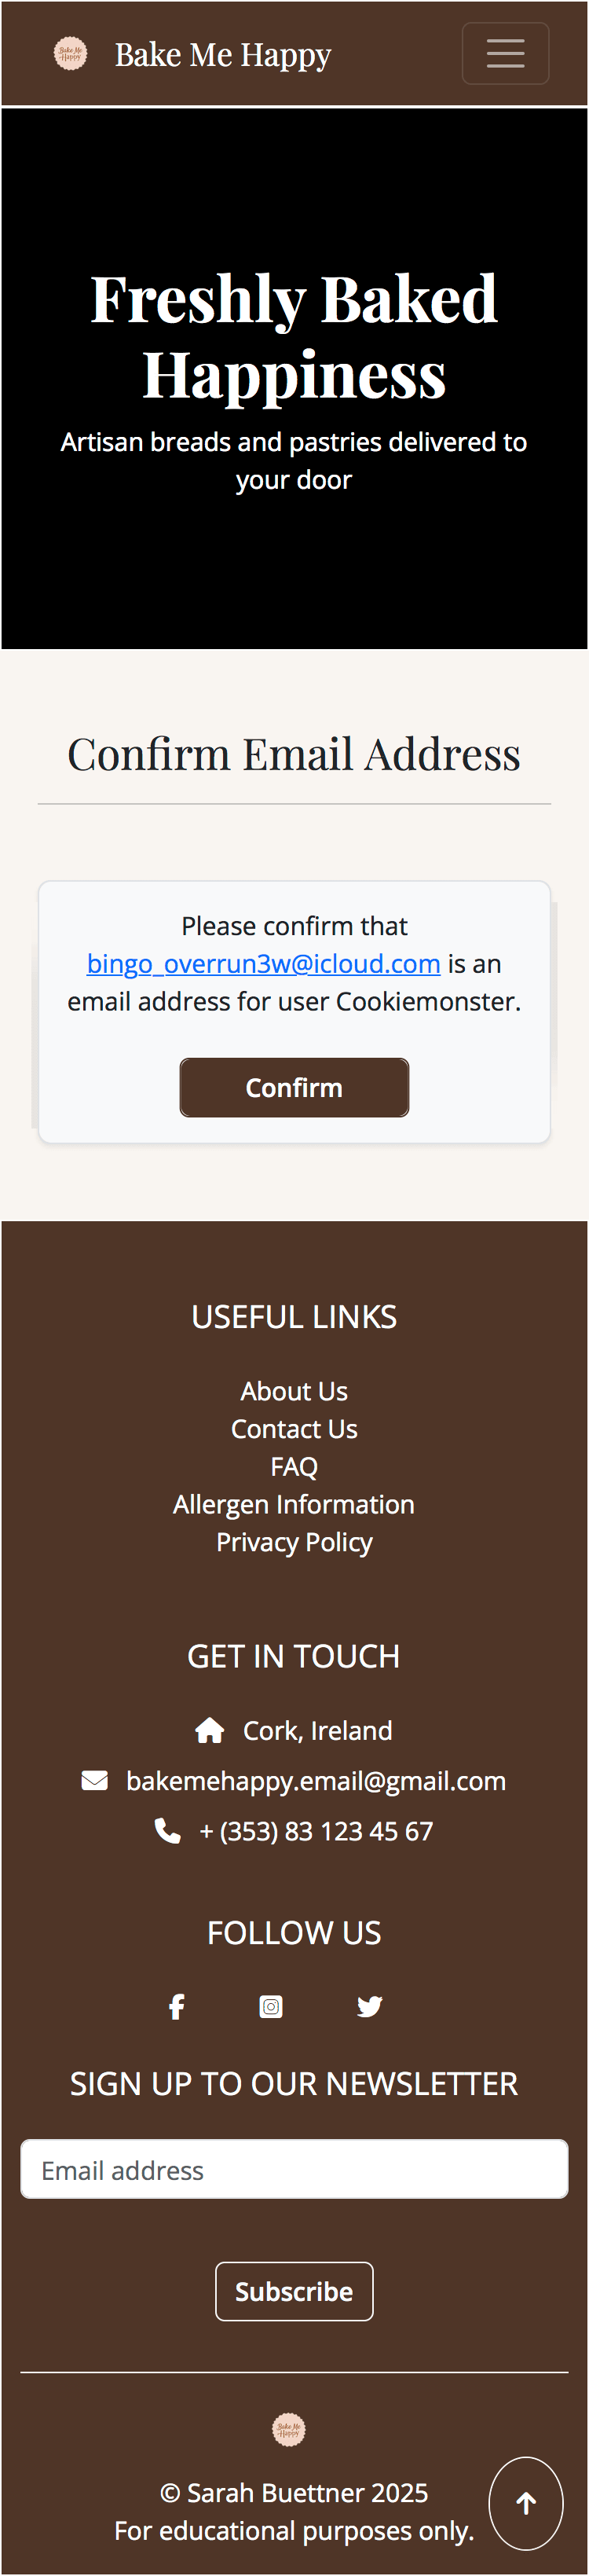 Bake Me Happy
Bake Me Happy
Freshly Baked
Happiness
Artisan breads and pastries delivered to
your door
Confirm Email Address
Please confirm that
bingo_overrun3w@icloud.com is an
email address for user Cookiemonster.
Confirm
USEFUL LINKS
About Us
Contact Us
FAQ
Allergen Information
Privacy Policy
GET IN TOUCH
Cork, Ireland
bakemehappy.email@gmail.com
+ (353) 83 123 45 67
FOLLOW US
SIGN UP TO OUR NEWSLETTER
Email address
Subscribe
Bake Me
Happy
© Sarah Buettner 2025
For educational purposes only.